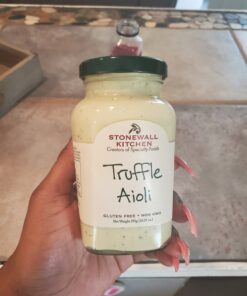 STONEWALL
KITCHEN
Creators of Specialty Foods
Truffle
Aioli
GLUTEN FREE • NON GMO